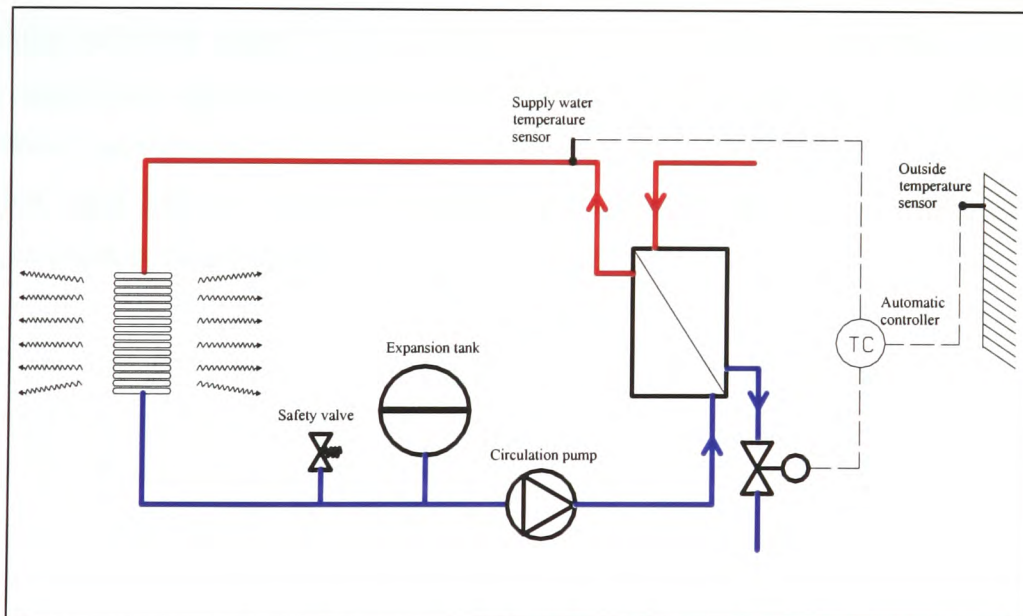 Supply water
temperature
sensor
Outside
temperature
sensor
Automatic
controller
TC
Expansion tank
Safety valve
Circulation pump